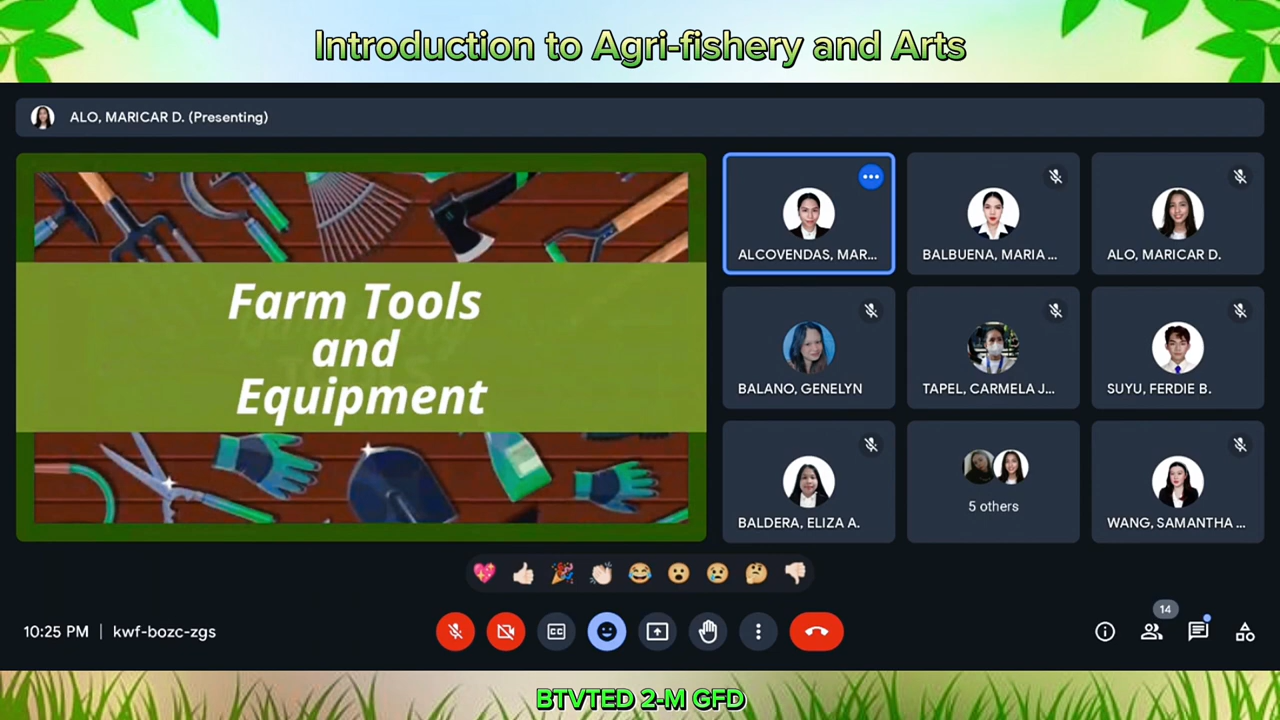 Introduction to Agri-fishery and Arts
ALO, MARICAR D. (Presenting)
Farm Tools
and
Equipment
ALCOVENDAS, MAR...
BALBUENA, MARIA ...
ALO, MARICAR D.
BALANO, GENELYN
TAPEL, CARMELA J...
SUYU, FERDIE B.
BALDERA, ELIZA A.
5 others
WANG, SAMANTHA ...
10:25 PM | kwf-bozc-zgs
CC
14
BTVTED 2-M GFD